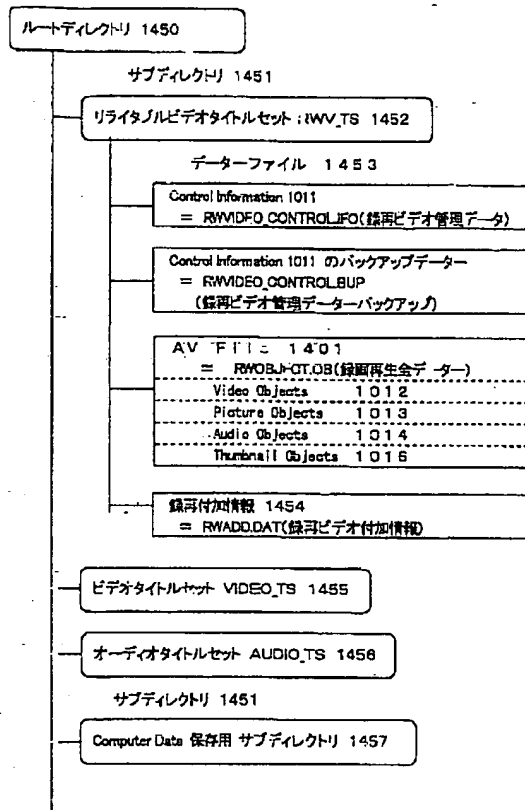 ルートディレクトリ 1450
サブディレクトリ 1451
リライタブルビデオタイトルセット : RWV_TS 1452
データーファイル 1453
Control Information 1011
= RWVIDEO_CONTROL.IFO(録再ビデオ管理データ)
Control Information 1011 のバックアップデーター
= RWVIDEO_CONTROL.BUP
(録再ビデオ管理データーバックアップ)
AV FILE 1401
= RWOBJECT.OB(録画再生全データー)
Video Objects 1012
Picture Objects 1013
Audio Objects 1014
Thumbnail Objects 1016
録再付加情報 1454
= RWADD.DAT(録再ビデオ付加情報)
ビデオタイトルセット VIDEO_TS 1455
オーディオタイトルセット AUDIO_TS 1456
サブディレクトリ 1451
Computer Data 保存用 サブディレクトリ 1457